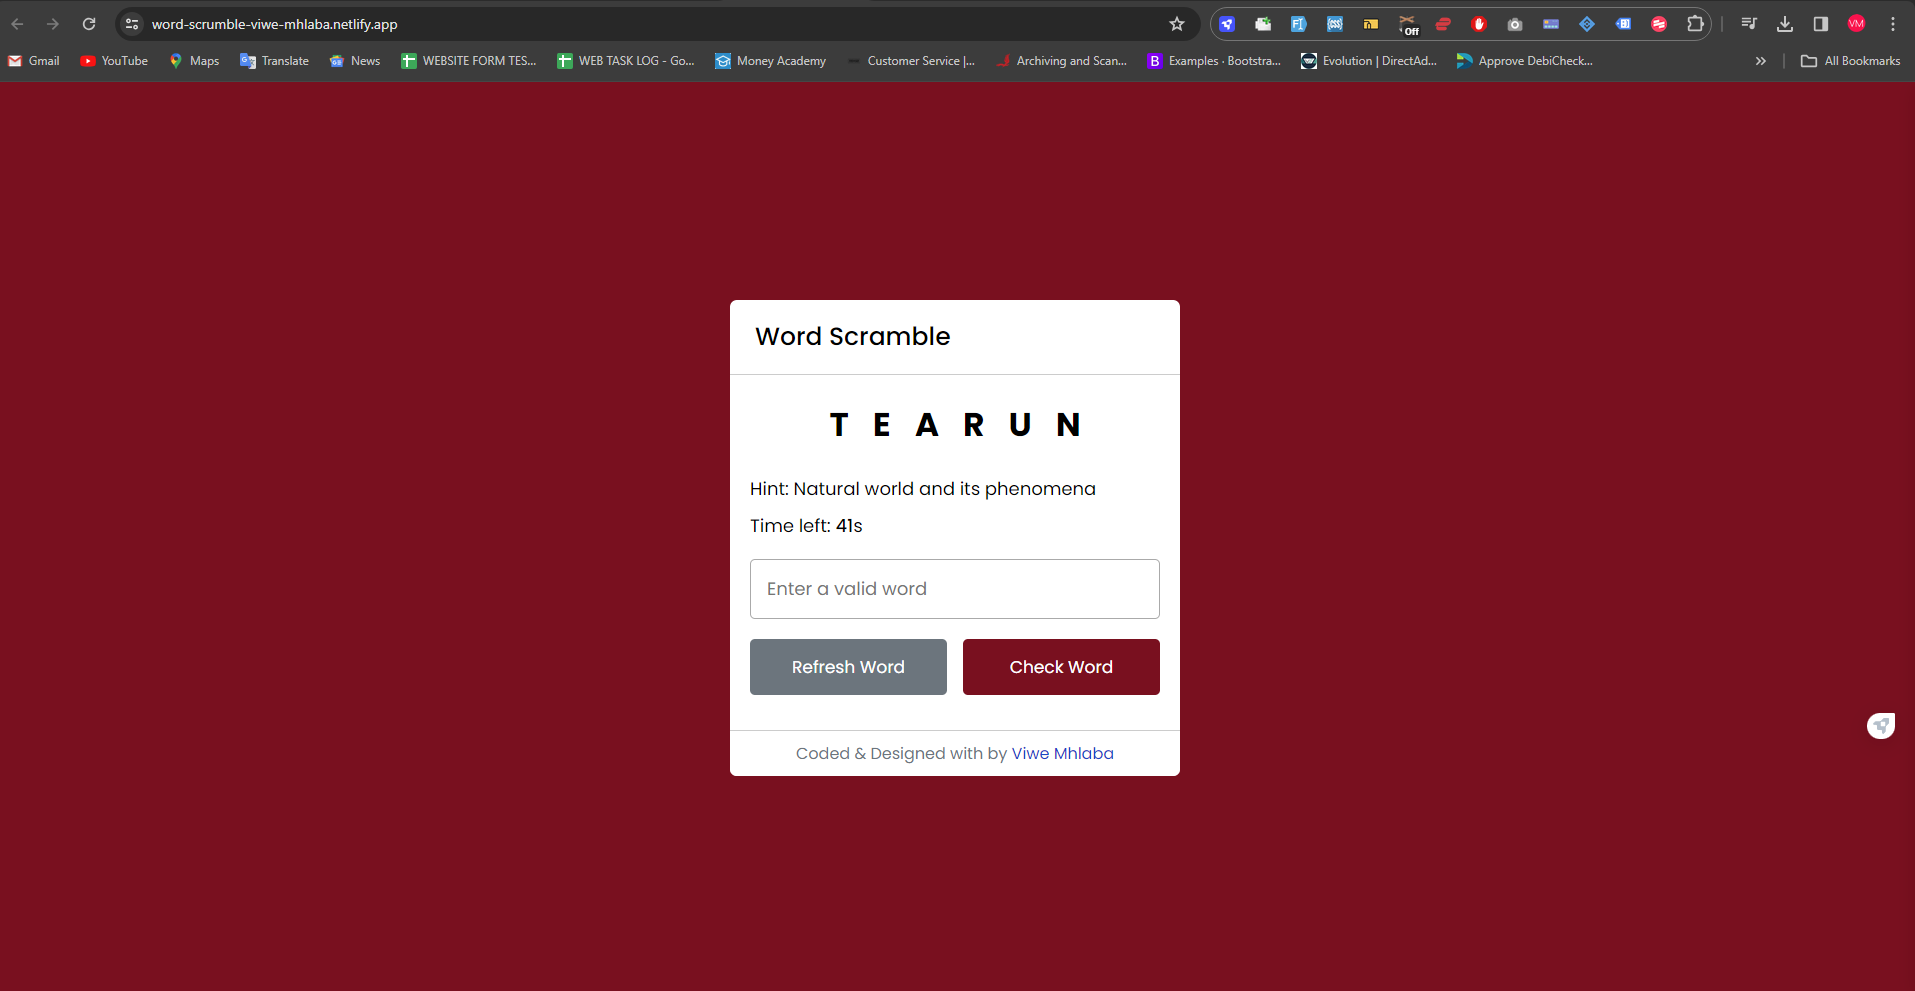 word-scrumble-viwe-mhlaba.netlify.app
Off
VM
Gmail YouTube Maps Translate News WEBSITE FORM TES... WEB TASK LOG - Go... Money Academy Customer Service |... Archiving and Scan... B Examples · Bootstra... Evolution | DirectAd... Approve DebiCheck... » All Bookmarks
Word Scramble
T E A R U N
Hint: Natural world and its phenomena
Time left: 41s
Enter a valid word
Refresh Word Check Word
Coded & Designed with by Viwe Mhlaba